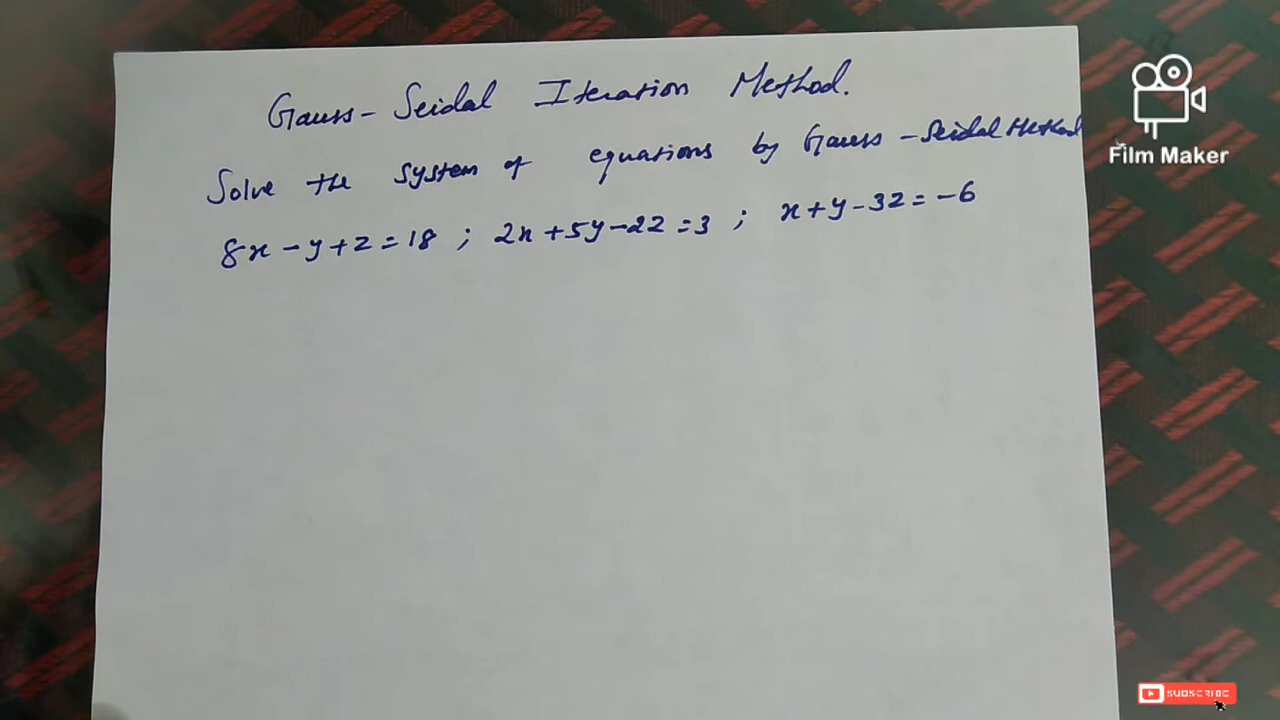 Gauss-Seidal Iteration Method.
Solve the system of equations by Gauss-Seidal Method
8x-y+z=18; 2x+5y-2z=3; x+y-3z=-6
Film Maker
SUBSCRIBE